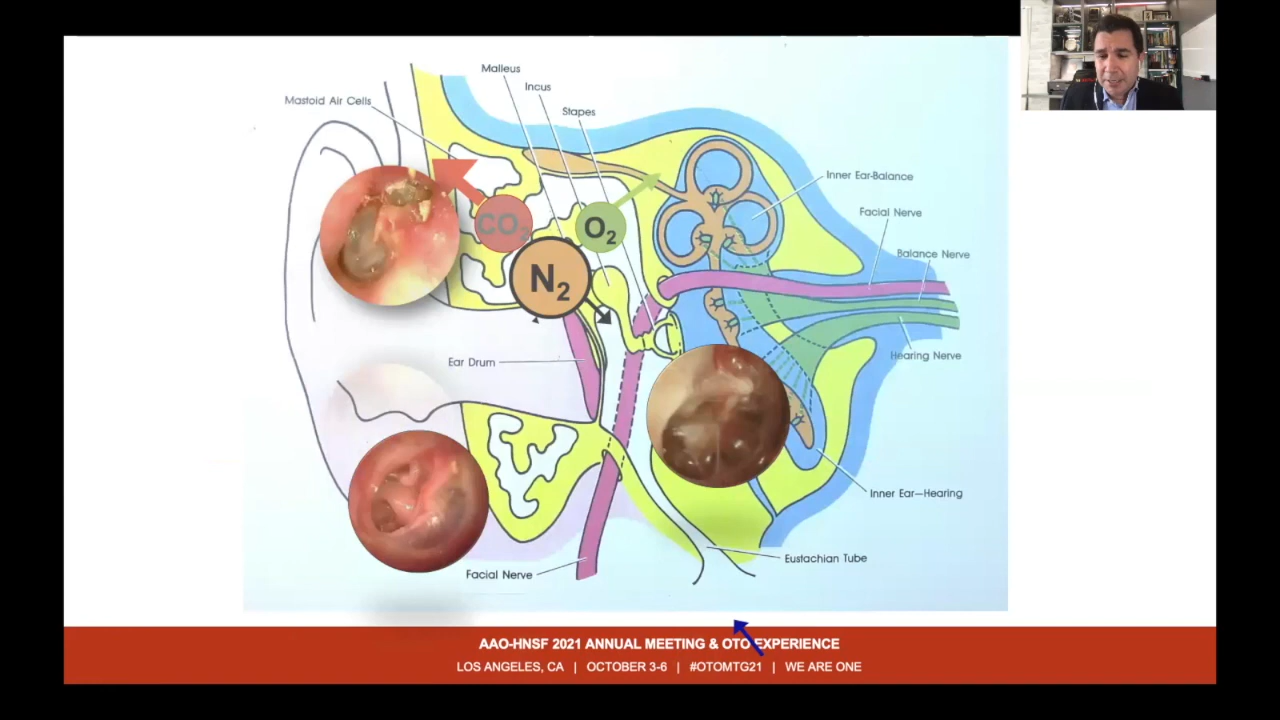 Malleus
Incus
Mastoid Air Cells
Stapes
Inner Ear-Balance
Facial Nerve
CO2
O2
Balance Nerve
N2
Ear Drum
Hearing Nerve
Inner Ear—Hearing
Eustachian Tube
Facial Nerve
AAO-HNSF 2021 ANNUAL MEETING & OTO EXPERIENCE
LOS ANGELES, CA | OCTOBER 3-6 | #OTOMTG21 | WE ARE ONE